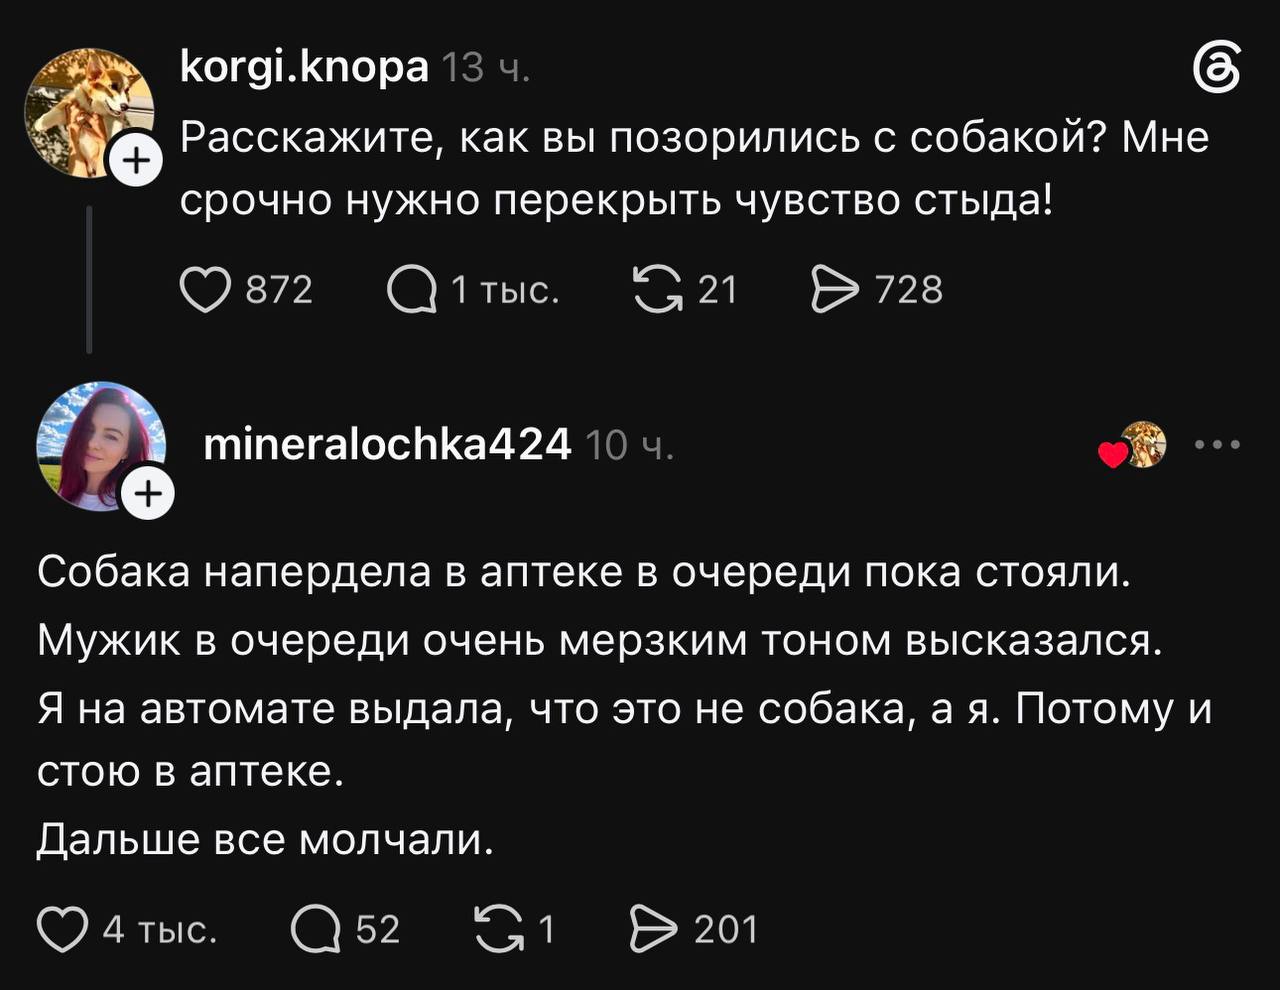 korgi.knopa 13 ч.
Расскажите, как вы позорились с собакой? Мне
срочно нужно перекрыть чувство стыда!
872 1 тыс. 21 728
mineralochka424 10 ч.
Собака напердела в аптеке в очереди пока стояли.
Мужик в очереди очень мерзким тоном высказался.
Я на автомате выдала, что это не собака, а я. Потому и
стою в аптеке.
Дальше все молчали.
4 тыс. 52 1 201